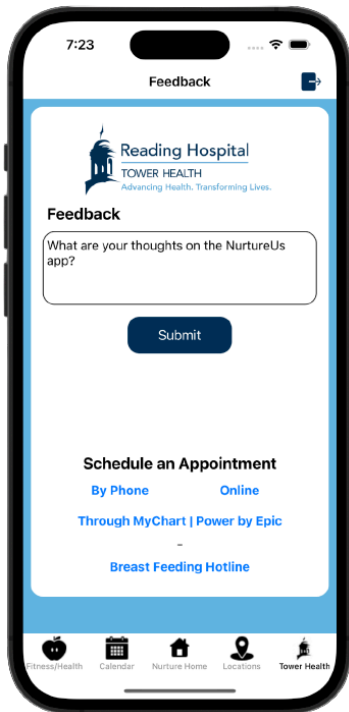 7:23
Feedback
Reading Hospital
TOWER HEALTH
Advancing Health. Transforming Lives.
Feedback
What are your thoughts on the NurtureUs
app?
Submit
Schedule an Appointment
By Phone Online
Through MyChart | Power by Epic
-
Breast Feeding Hotline
Fitness/Health Calendar Nurture Home Locations Tower Health